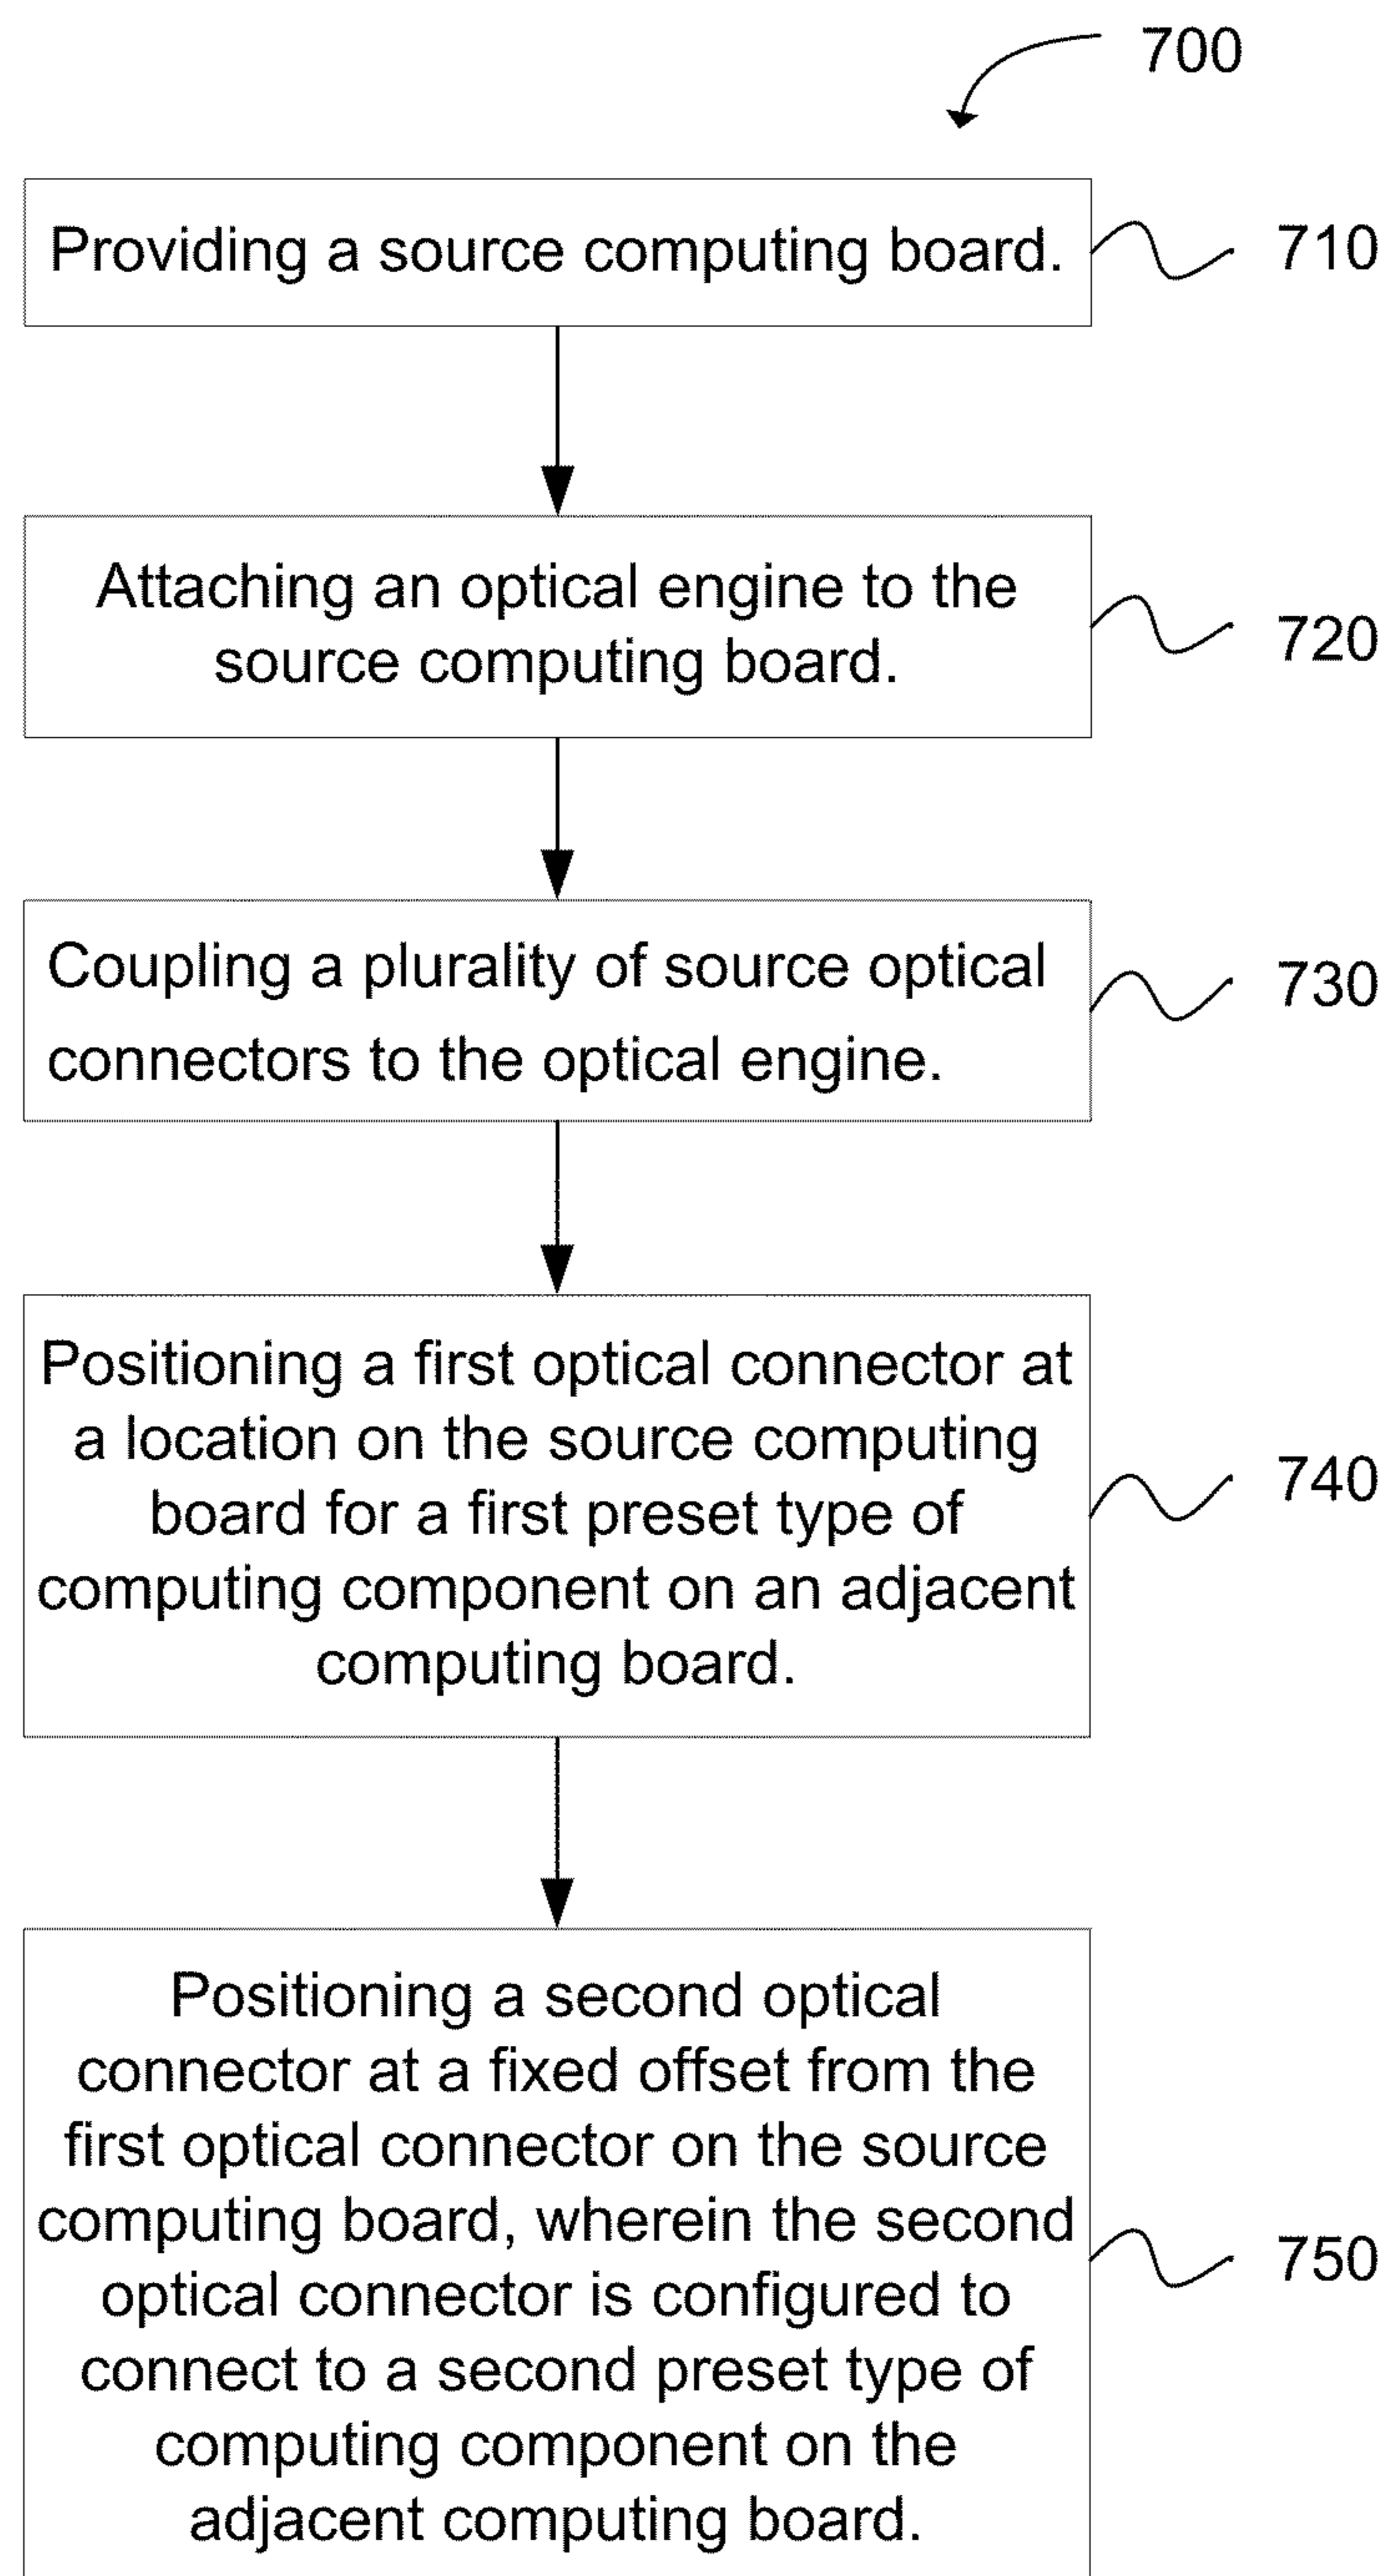 700
Providing a source computing board.
710
Attaching an optical engine to the
source computing board.
720
Coupling a plurality of source optical
connectors to the optical engine.
730
Positioning a first optical connector at
a location on the source computing
board for a first preset type of
computing component on an adjacent
computing board.
740
Positioning a second optical
connector at a fixed offset from the
first optical connector on the source
computing board, wherein the second
optical connector is configured to
connect to a second preset type of
computing component on the
adjacent computing board.
750